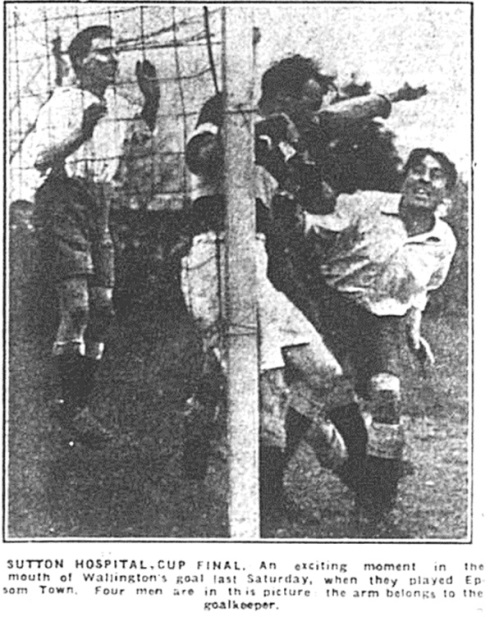 SUTTON HOSPITAL CUP FINAL. An exciting moment in the
mouth of Wallington's goal last Saturday, when they played Ep-
som Town. Four men are in this picture: the arm belongs to the
goalkeeper.